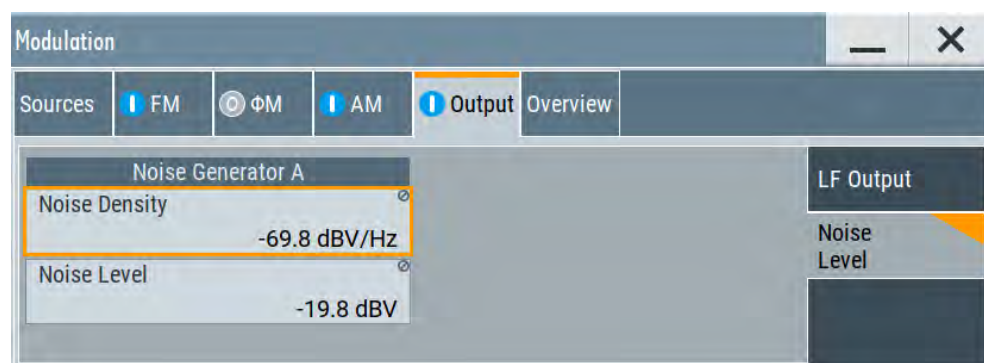 Modulation
Sources FM ΦM AM Output Overview
Noise Generator A
Noise Density
-69.8 dBV/Hz
Noise Level
-19.8 dBV
LF Output
Noise
Level